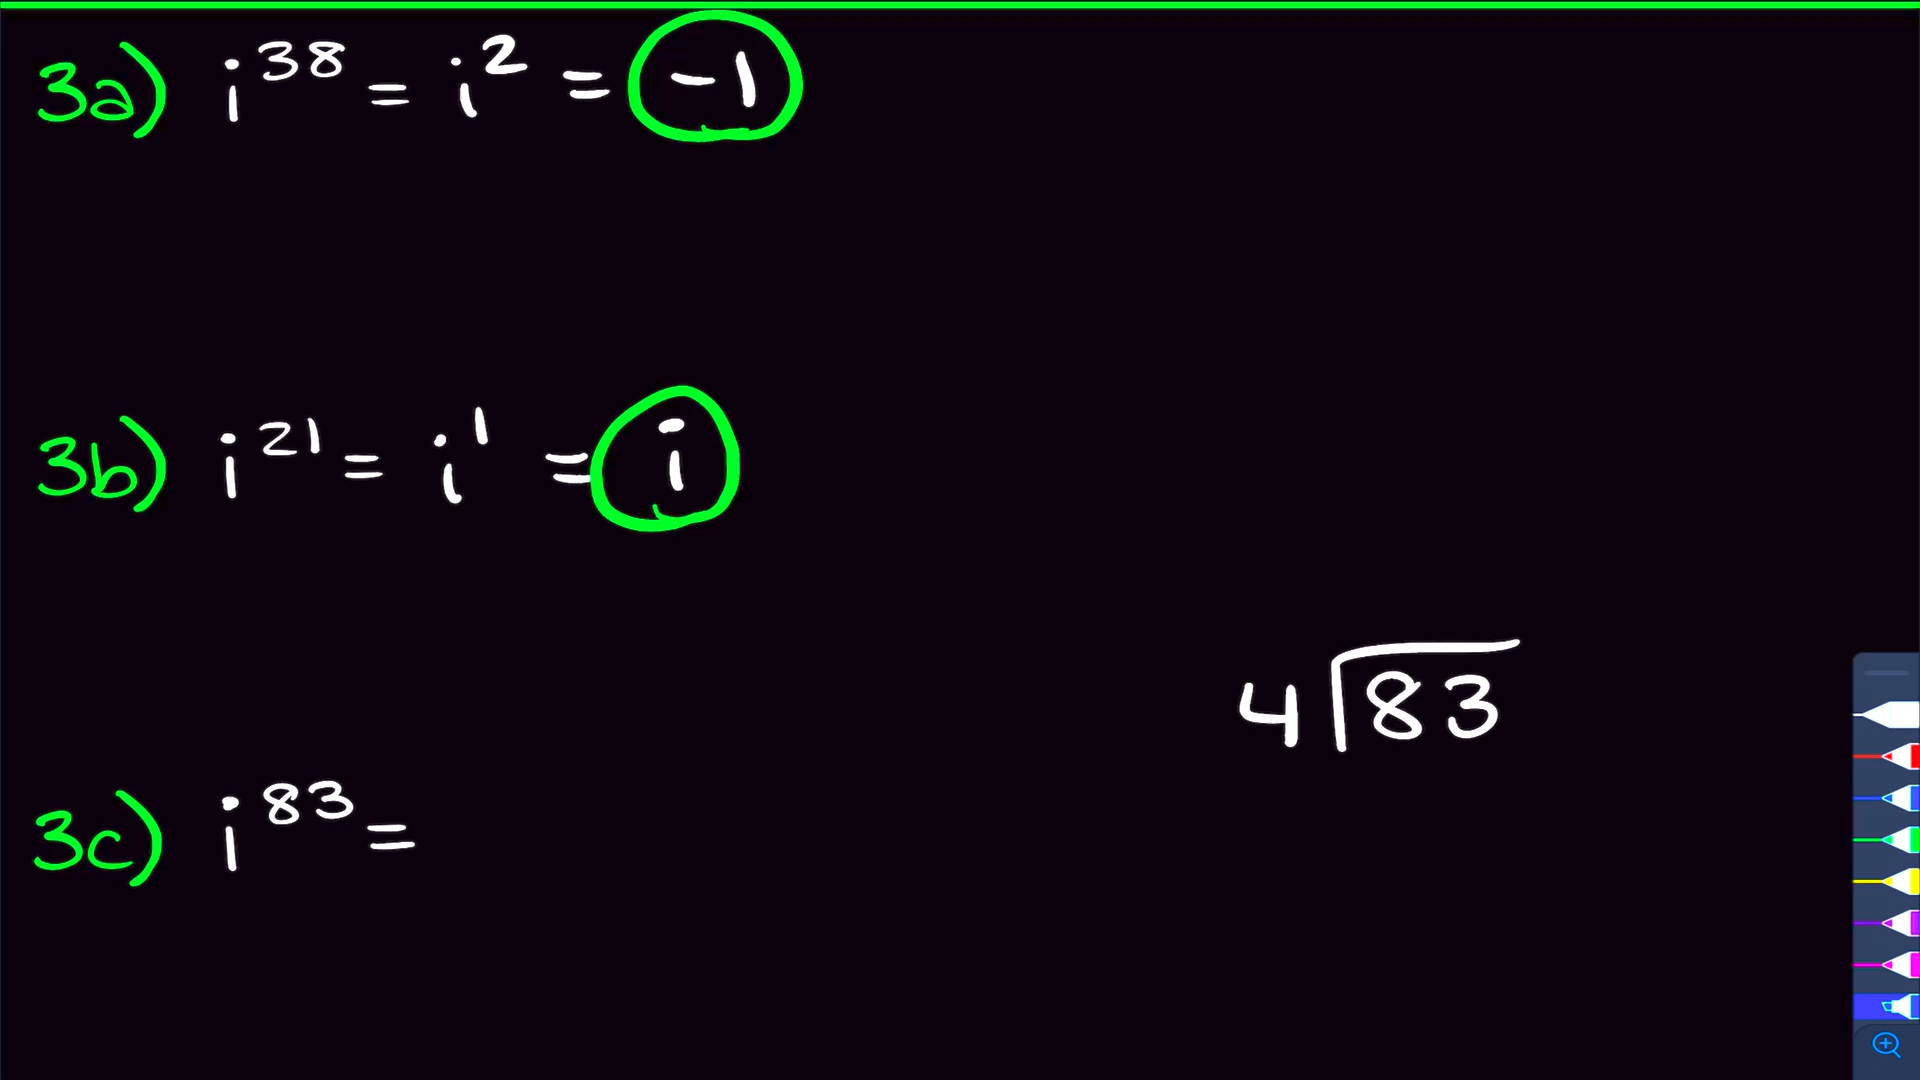 3a) i³⁸ = i² = -1
3b) i²¹ = i¹ = i
4⟌83
3c) i⁸³ =